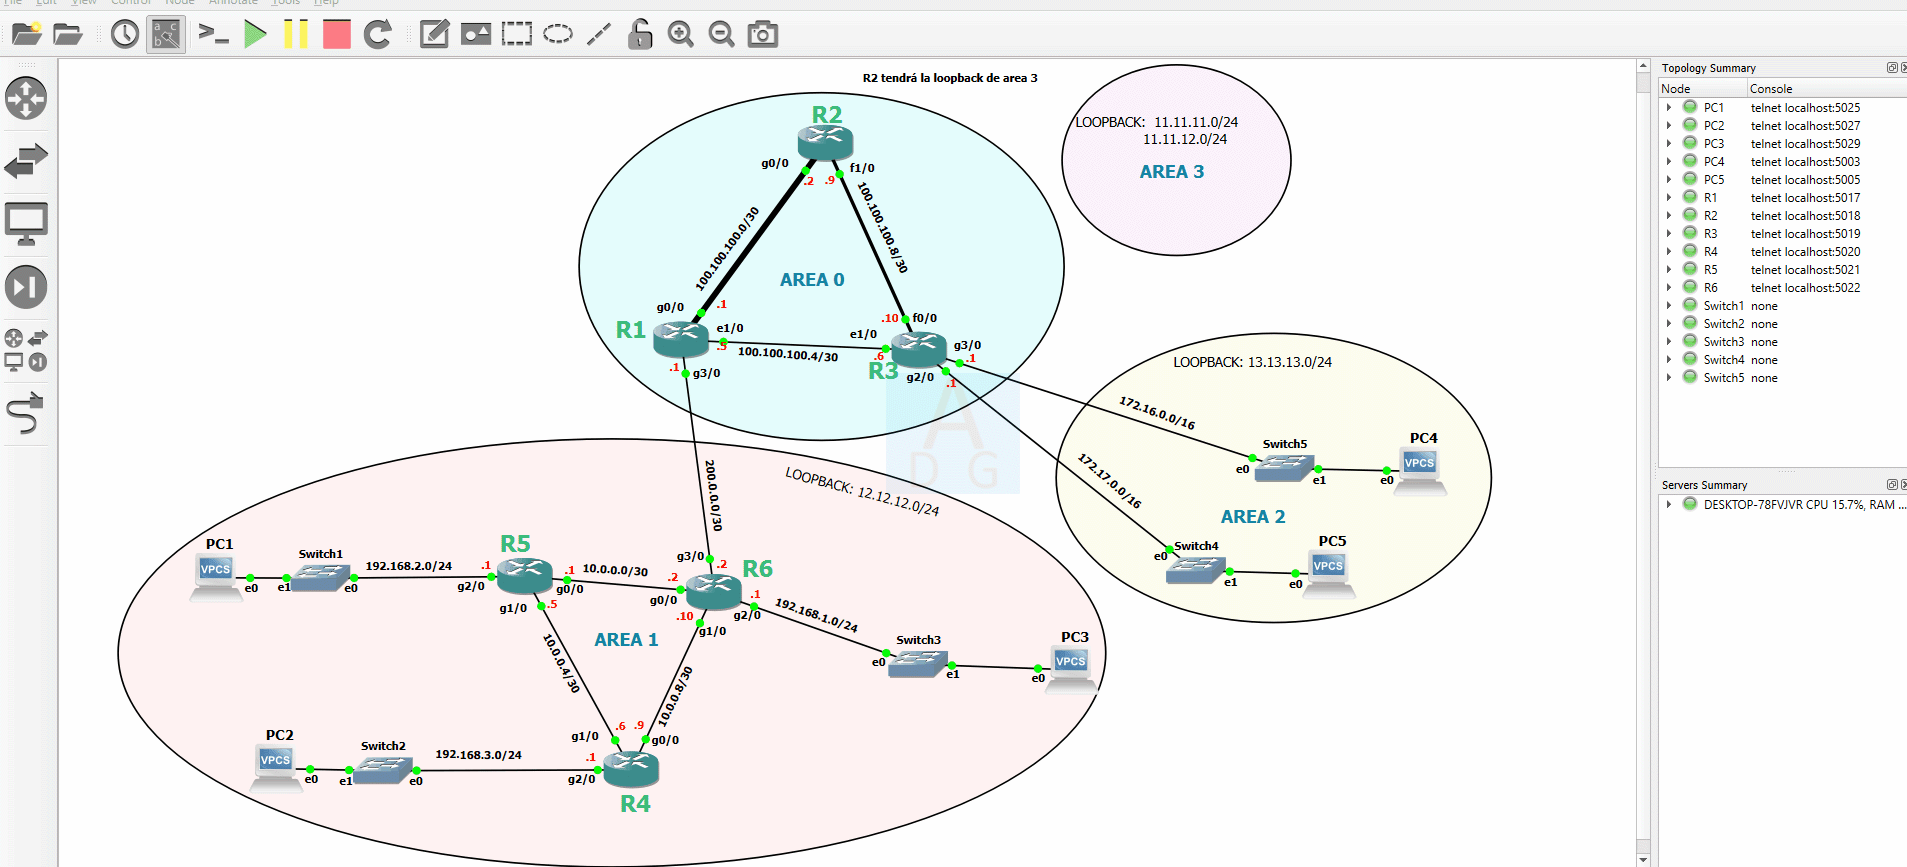 File Edit View Control Node Annotate Tools Help
R2 tendrá la loopback de area 3
LOOPBACK: 11.11.11.0/24
11.11.12.0/24
AREA 3
R2
g0/0
f1/0
.2
.9
100.100.100.0/30
100.100.100.8/30
AREA 0
g0/0
.1
R1
e1/0
.5
100.100.100.4/30
.10
f0/0
e1/0
.6
R3
g3/0
.1
g2/0
.1
.1
g3/0
A
D G
200.0.0.0/30
172.16.0.0/16
172.17.0.0/16
LOOPBACK: 13.13.13.0/24
Switch5
PC4
VPCS
e0
e1
e0
AREA 2
Switch4
PC5
VPCS
e0
e1
e0
LOOPBACK: 12.12.12.0/24
PC1
VPCS
e0
Switch1
e1
e0
192.168.2.0/24
R5
.1
g2/0
.1
g0/0
10.0.0.0/30
g1/0
.5
g3/0
.2
R6
.2
g0/0
.1
g2/0
.10
g1/0
192.168.1.0/24
Switch3
e0
e1
PC3
VPCS
e0
AREA 1
10.0.0.4/30
10.0.0.8/30
PC2
VPCS
e0
Switch2
e1
e0
192.168.3.0/24
.6
.9
g1/0
g0/0
.1
g2/0
R4
Topology Summary
Node Console
PC1 telnet localhost:5025
PC2 telnet localhost:5027
PC3 telnet localhost:5029
PC4 telnet localhost:5003
PC5 telnet localhost:5005
R1 telnet localhost:5017
R2 telnet localhost:5018
R3 telnet localhost:5019
R4 telnet localhost:5020
R5 telnet localhost:5021
R6 telnet localhost:5022
Switch1 none
Switch2 none
Switch3 none
Switch4 none
Switch5 none
Servers Summary
DESKTOP-78FVJVR CPU 15.7%, RAM ...